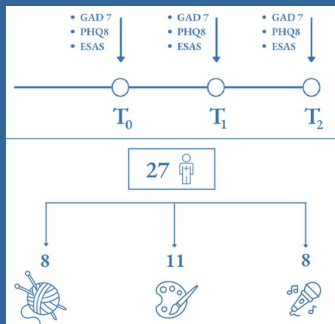 • GAD 7 • GAD 7 • GAD 7
• PHQ8 • PHQ8 • PHQ8
• ESAS • ESAS • ESAS
T0 T1 T2
27
8 11 8